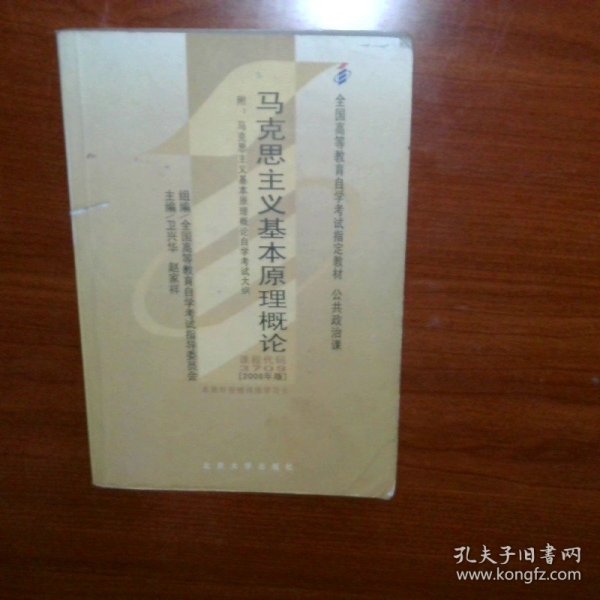 全国高等教育自学考试指定教材 公共政治课
马克思主义基本原理概论
附:马克思主义基本原理概论自学考试大纲
组编/全国高等教育自学考试指导委员会
主编/卫兴华 赵家祥
课程代码
3709
[2008年版]
北京大学出版社
孔夫子旧书网
www.kongfz.com